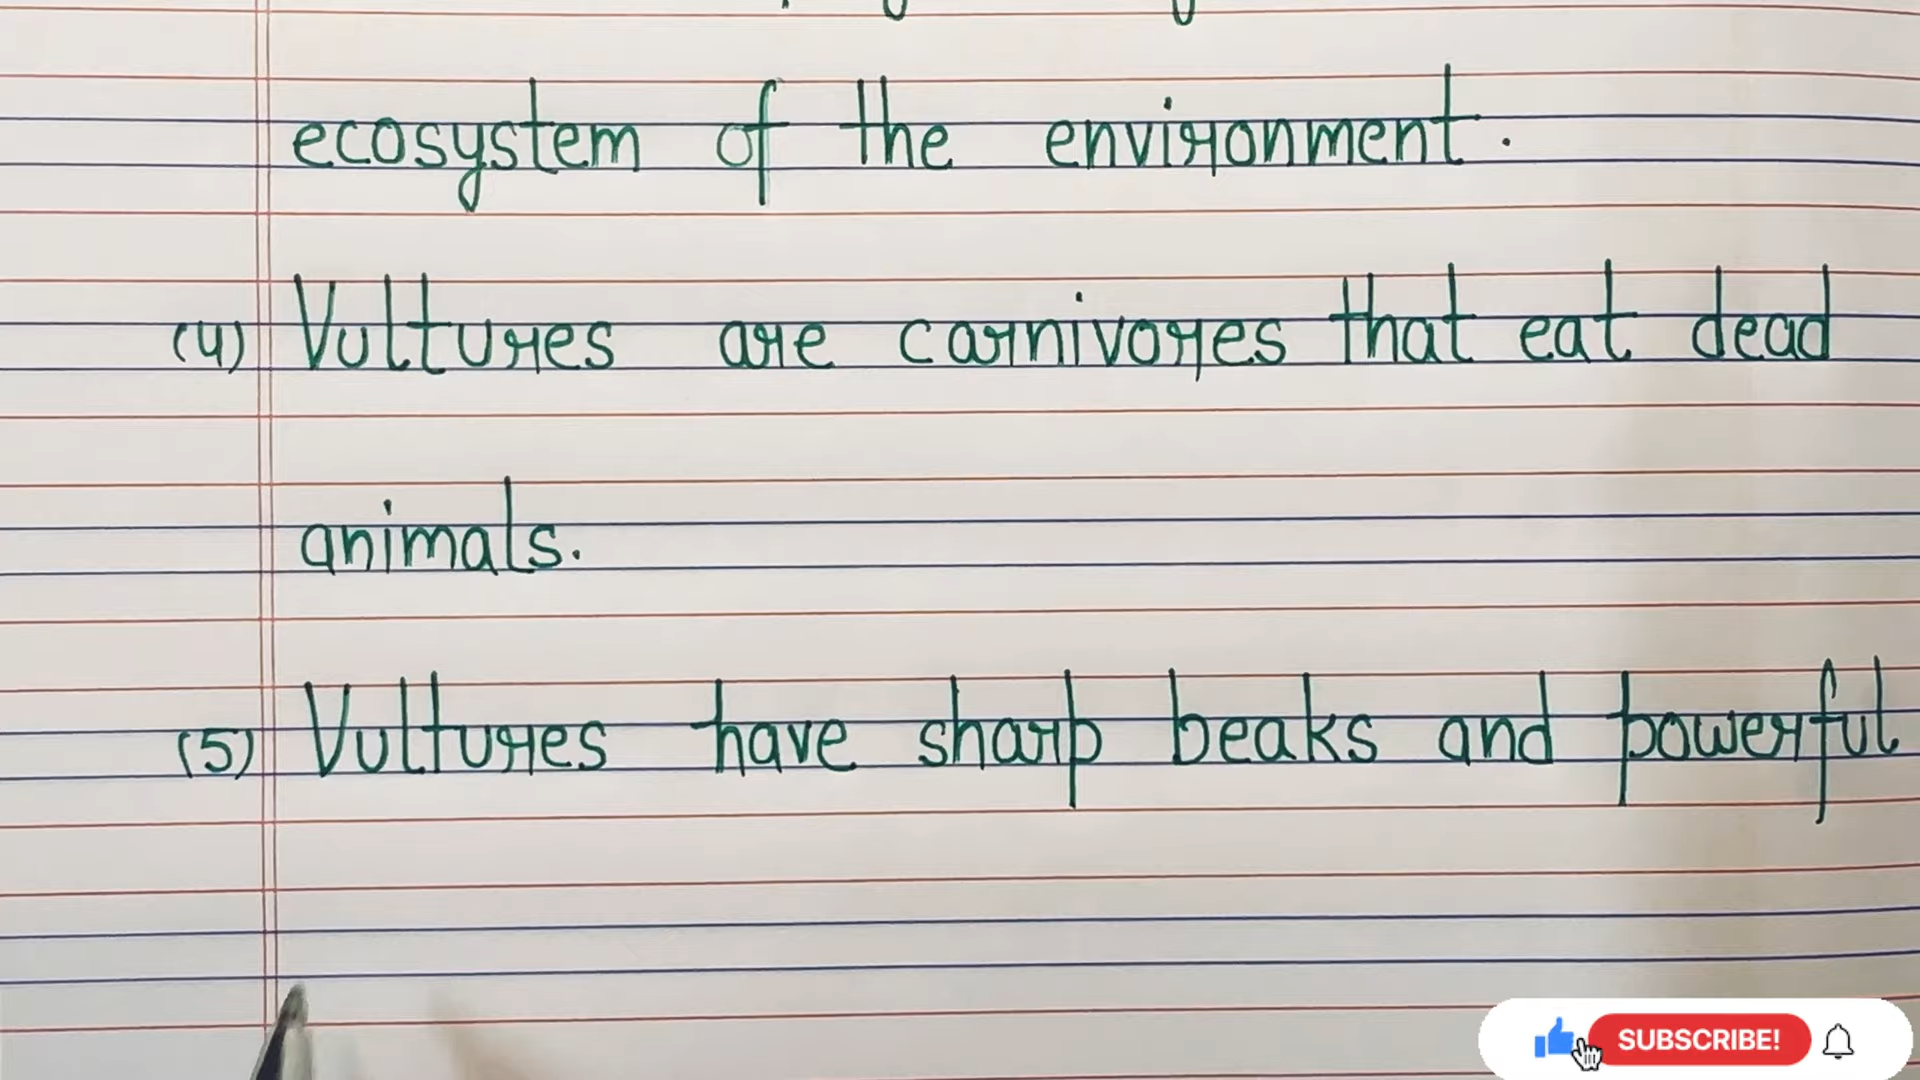 ecosystem of the environment.
(4) Vultures are carnivores that eat dead
animals.
(5) Vultures have sharp beaks and powerful
SUBSCRIBE!